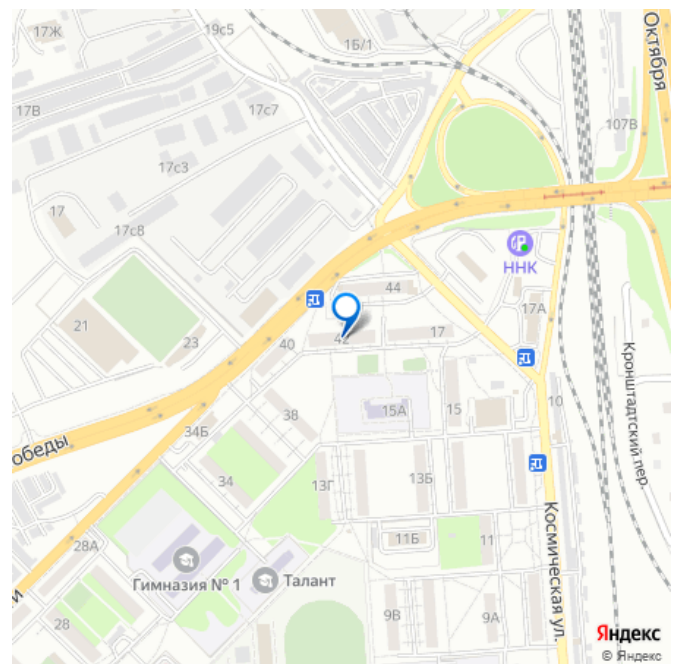 17Ж
19с5
1Б/1
Октября
17В
17с7
107В
17с3
17
17с8
ННК
44
17А
21
23
42
17
40
Кронштадтский пер.
38
15А
15
10
34Б
обеды
34
13Г
13Б
28А
11Б
11
Космическая ул.
Гимназия № 1
Талант
и
28
9В
9А
Яндекс
© Яндекс